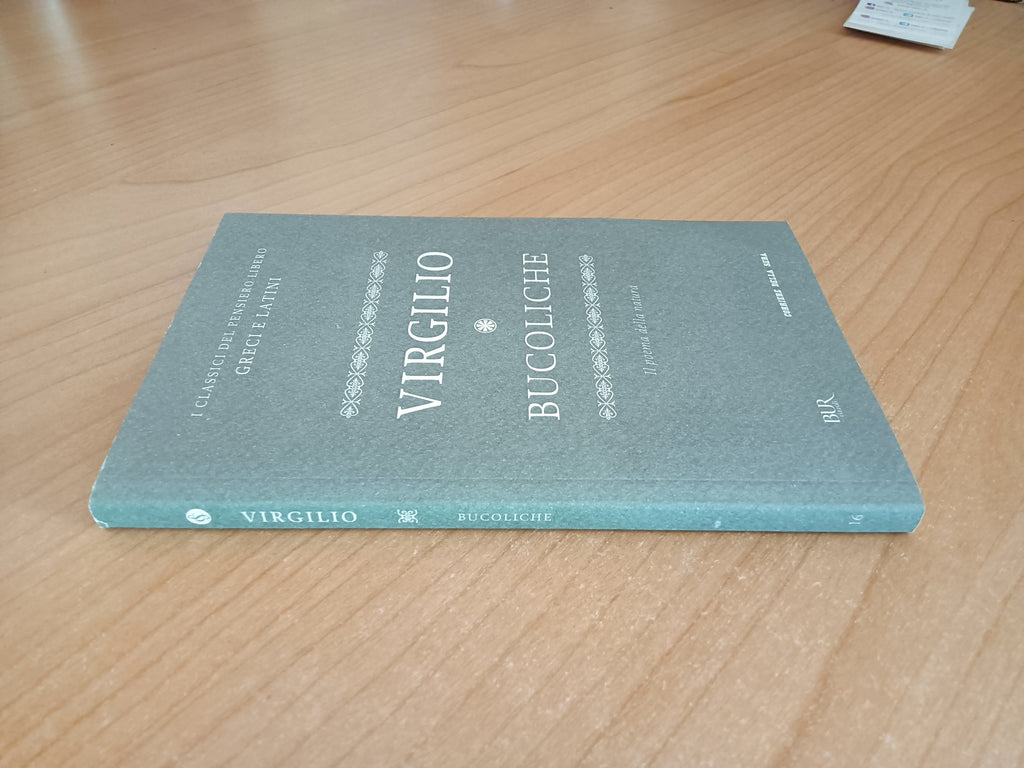 I CLASSICI DEL PENSIERO LIBERO
GRECI E LATINI
VIRGILIO
BUCOLICHE
Il poema della natura
CORRIERE DELLA SERA
BUR
VIRGILIO
BUCOLICHE
16